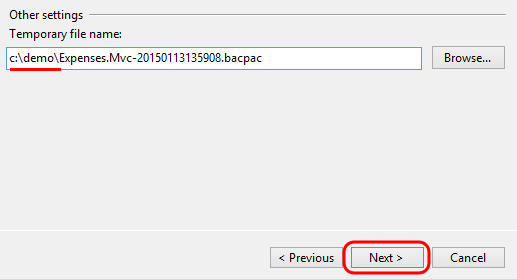 Other settings
Temporary file name:
c:\demo\Expenses.Mvc-20150113135908.bacpac
Browse...
< Previous
Next >
Cancel